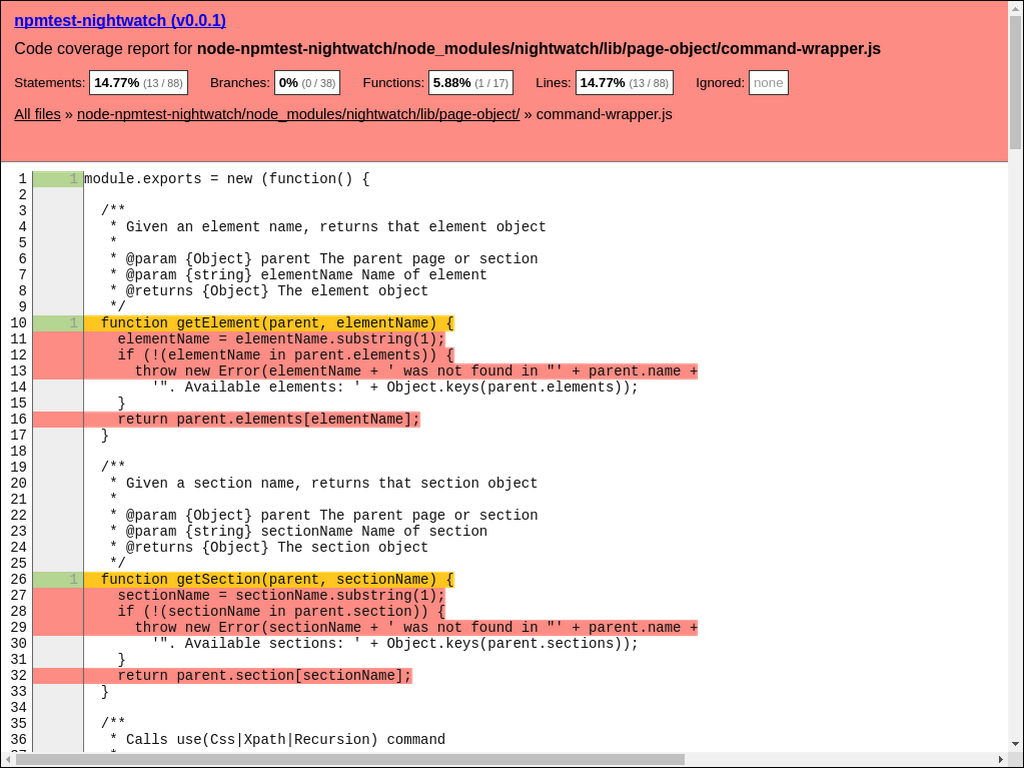 npmtest-nightwatch (v0.0.1)
Code coverage report for node-npmtest-nightwatch/node_modules/nightwatch/lib/page-object/command-wrapper.js
Statements: 14.77% (13 / 88) Branches: 0% (0 / 38) Functions: 5.88% (1 / 17) Lines: 14.77% (13 / 88) Ignored: none
All files » node-npmtest-nightwatch/node_modules/nightwatch/lib/page-object/ » command-wrapper.js
1 1 module.exports = new (function() {
2
3 /**
4 * Given an element name, returns that element object
5 *
6 * @param {Object} parent The parent page or section
7 * @param {string} elementName Name of element
8 * @returns {Object} The element object
9 */
10 1 function getElement(parent, elementName) {
11 elementName = elementName.substring(1);
12 if (!(elementName in parent.elements)) {
13 throw new Error(elementName + ' was not found in "' + parent.name +
14 '". Available elements: ' + Object.keys(parent.elements));
15 }
16 return parent.elements[elementName];
17 }
18
19 /**
20 * Given a section name, returns that section object
21 *
22 * @param {Object} parent The parent page or section
23 * @param {string} sectionName Name of section
24 * @returns {Object} The section object
25 */
26 1 function getSection(parent, sectionName) {
27 sectionName = sectionName.substring(1);
28 if (!(sectionName in parent.section)) {
29 throw new Error(sectionName + ' was not found in "' + parent.name +
30 '". Available sections: ' + Object.keys(parent.sections));
31 }
32 return parent.section[sectionName];
33 }
34
35 /**
36 * Calls use(Css|Xpath|Recursion) command